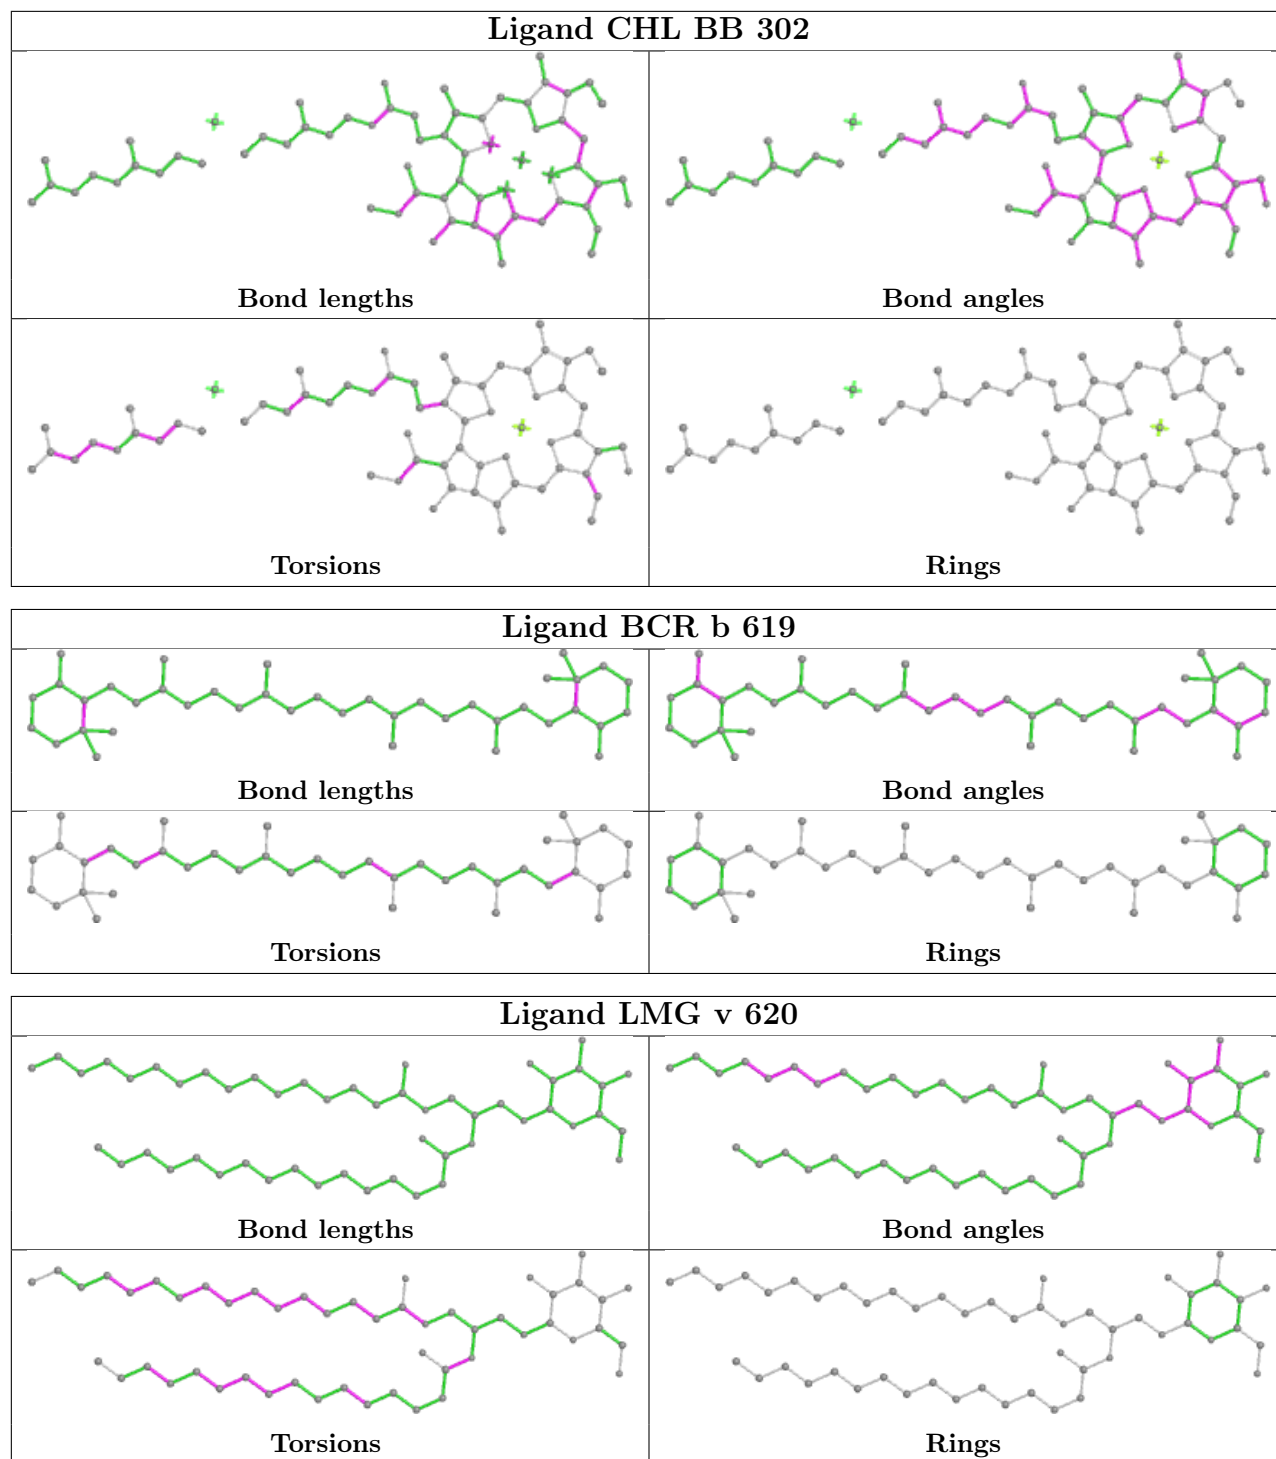 Ligand CHL BB 302
Bond lengths
Bond angles
Torsions
Rings
Ligand BCR b 619
Bond lengths
Bond angles
Torsions
Rings
Ligand LMG v 620
Bond lengths
Bond angles
Torsions
Rings